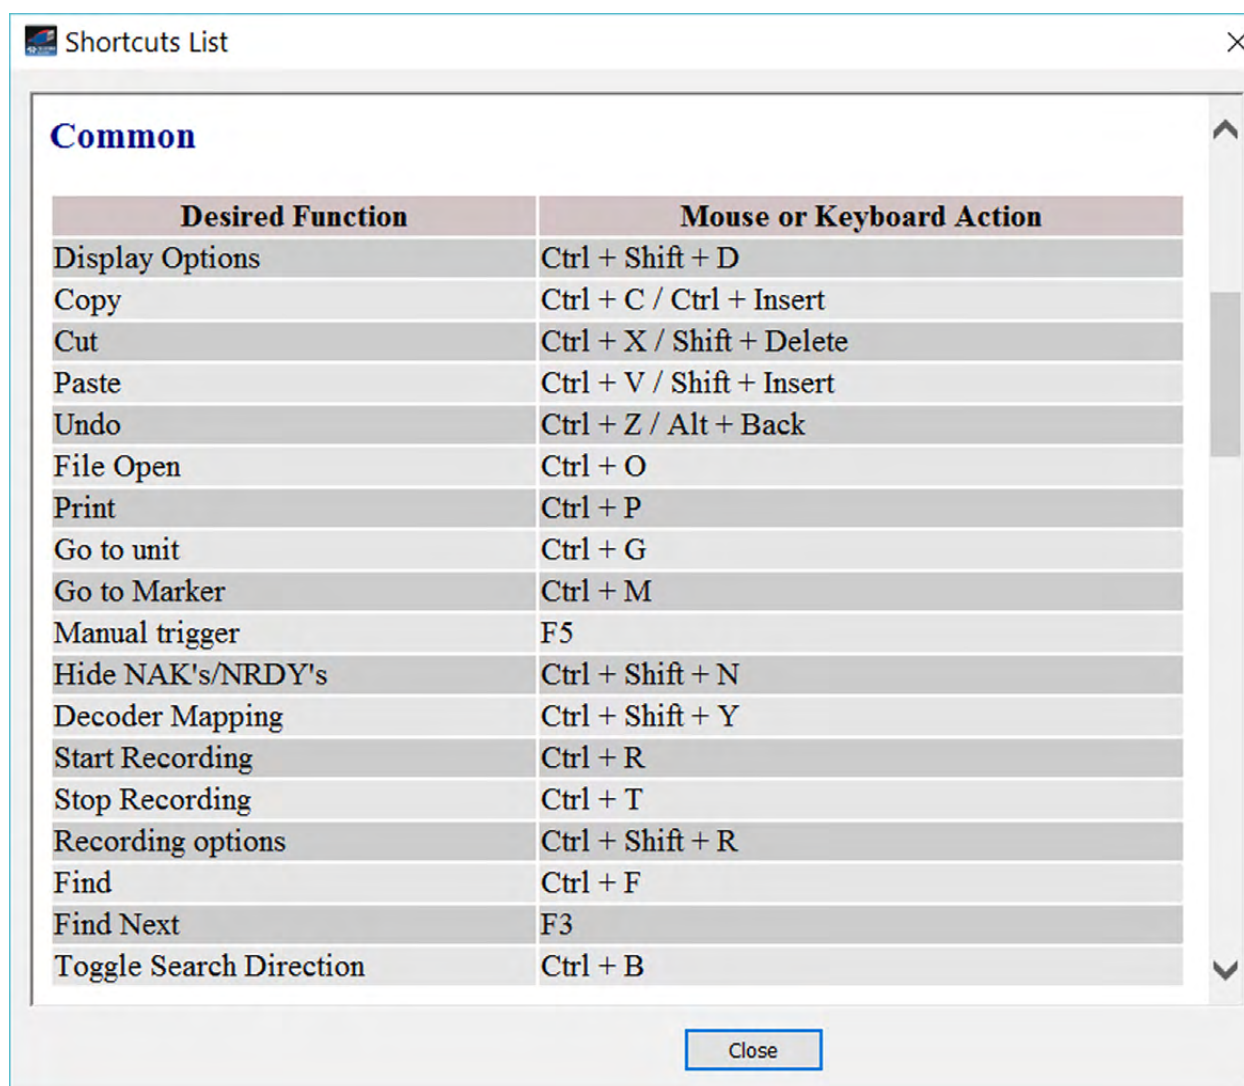 Shortcuts List
Common
Desired Function Mouse or Keyboard Action
Display Options Ctrl + Shift + D
Copy Ctrl + C / Ctrl + Insert
Cut Ctrl + X / Shift + Delete
Paste Ctrl + V / Shift + Insert
Undo Ctrl + Z / Alt + Back
File Open Ctrl + O
Print Ctrl + P
Go to unit Ctrl + G
Go to Marker Ctrl + M
Manual trigger F5
Hide NAK's/NRDY's Ctrl + Shift + N
Decoder Mapping Ctrl + Shift + Y
Start Recording Ctrl + R
Stop Recording Ctrl + T
Recording options Ctrl + Shift + R
Find Ctrl + F
Find Next F3
Toggle Search Direction Ctrl + B
Close